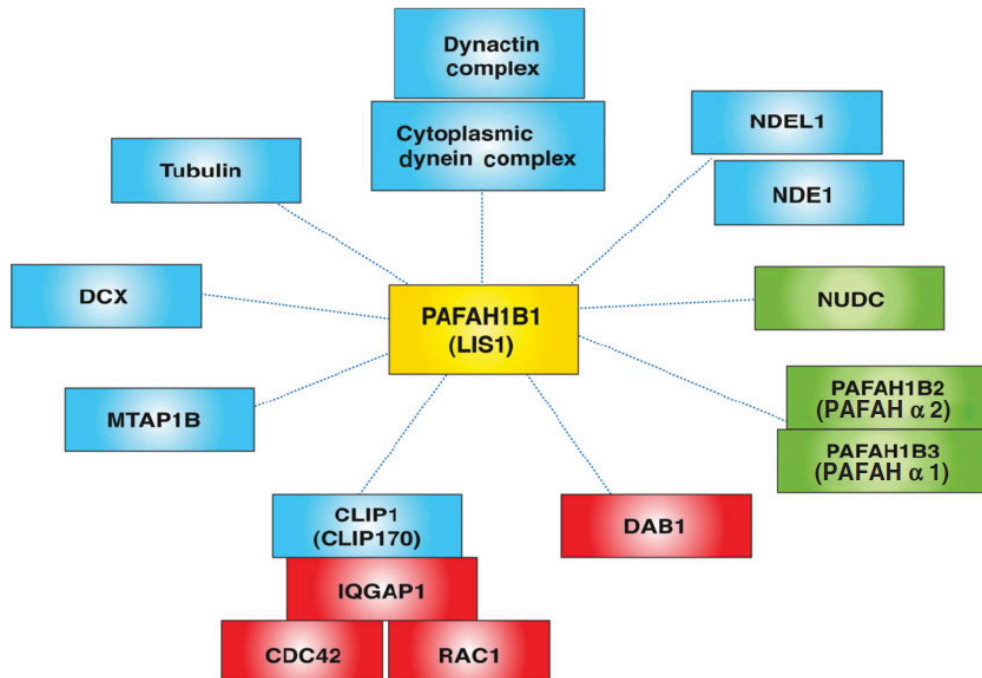 Dynactin
complex
Cytoplasmic
dynein complex
NDEL1
NDE1
Tubulin
DCX
PAFAH1B1
(LIS1)
NUDC
MTAP1B
PAFAH1B2
(PAFAH α 2)
PAFAH1B3
(PAFAH α 1)
CLIP1
(CLIP170)
DAB1
IQGAP1
CDC42
RAC1